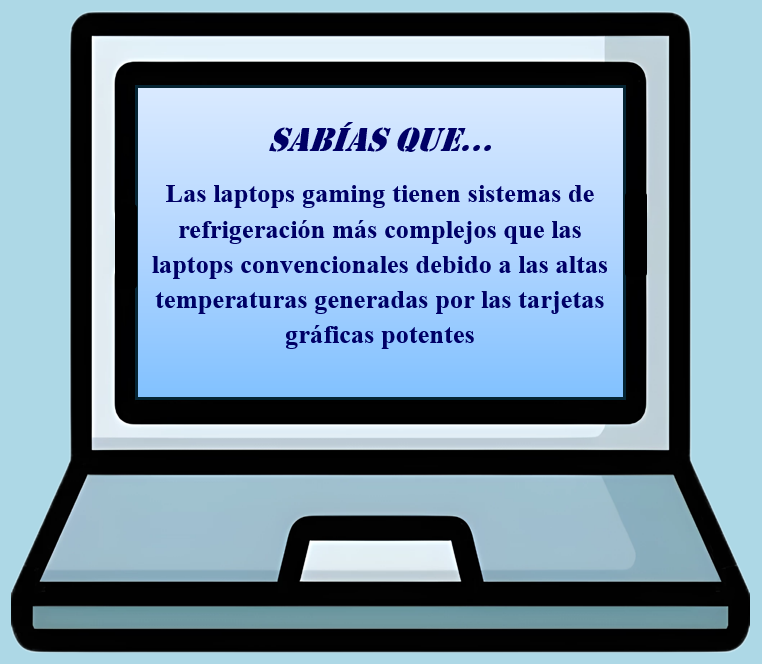 SABÍAS QUE...
Las laptops gaming tienen sistemas de
refrigeración más complejos que las
laptops convencionales debido a las altas
temperaturas generadas por las tarjetas
gráficas potentes